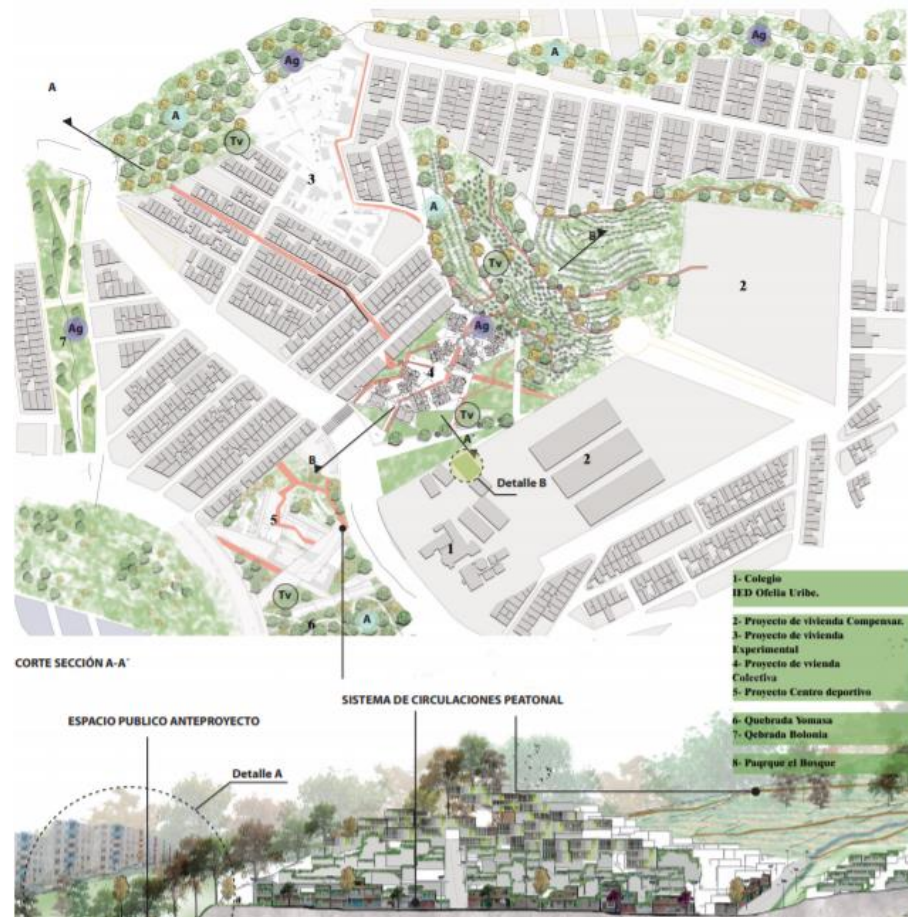 Ag
A
Ag
A
A
Tv
3
A
B'
Tv
2
Ag
7
Ag
4
Tv
A'
B
Detalle B
2
5
1
Tv
A
6
1- Colegio
IED Ofelia Uribe.
2- Proyecto de vivienda Compensar.
3- Proyecto de vivienda
Experimental
4- Proyecto de vvienda
Colectiva
5- Proyecto Centro deportivo
6- Quebrada Yomasa
7- Qebrada Bolonia
8- Puqrque el Bosque
CORTE SECCIÓN A-A´
SISTEMA DE CIRCULACIONES PEATONAL
ESPACIO PUBLICO ANTEPROYECTO
Detalle A